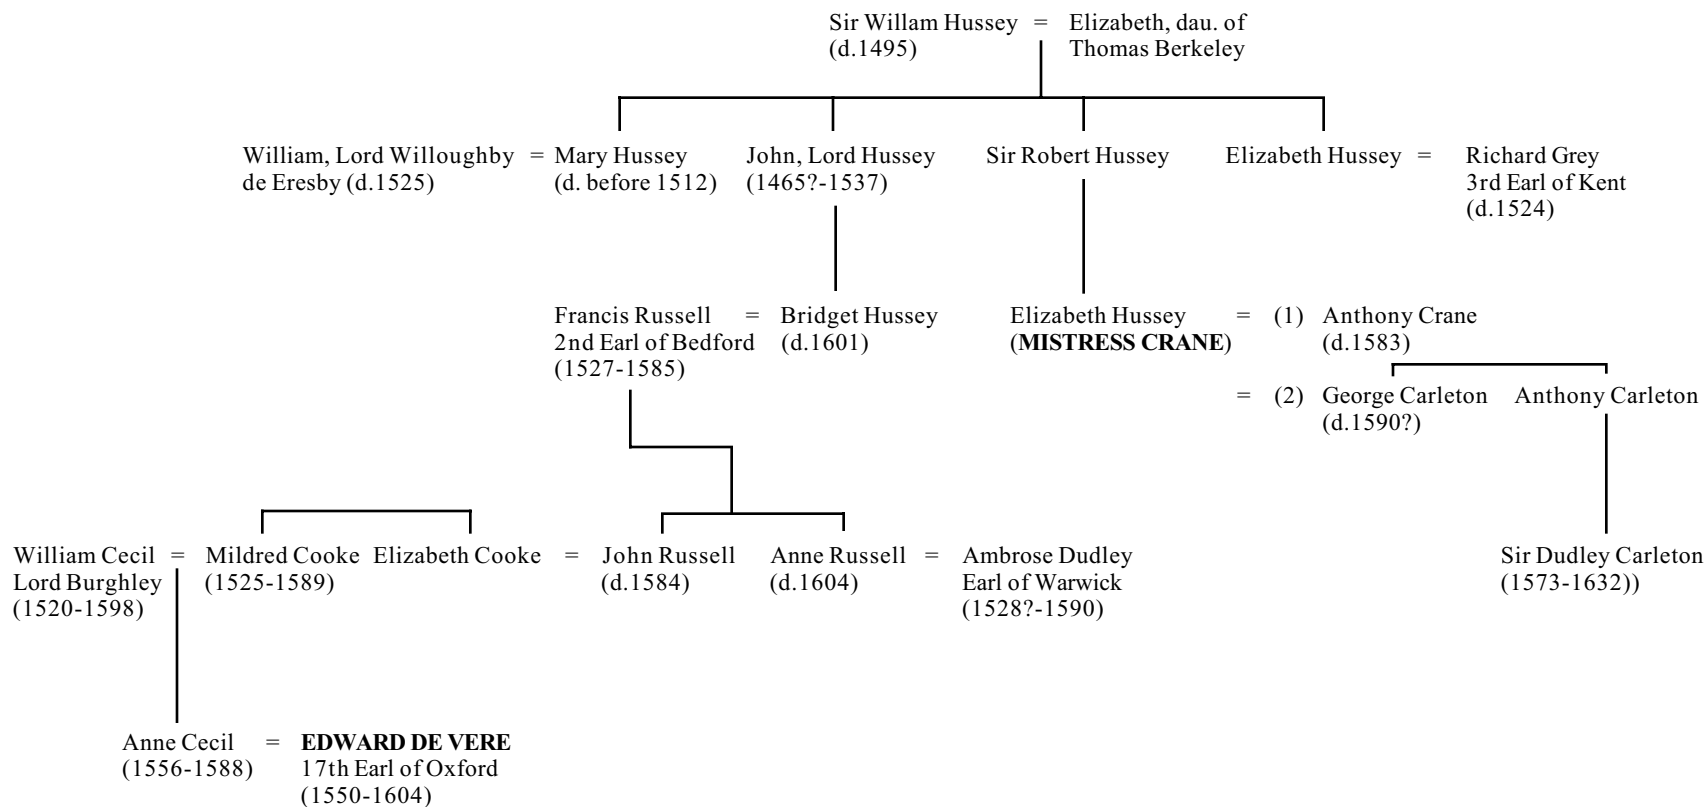 Sir Willam Hussey = Elizabeth, dau. of
(d.1495) Thomas Berkeley
William, Lord Willoughby = Mary Hussey John, Lord Hussey Sir Robert Hussey Elizabeth Hussey = Richard Grey
de Eresby (d.1525) (d. before 1512) (1465?-1537) 3rd Earl of Kent
(d.1524)
Francis Russell = Bridget Hussey Elizabeth Hussey = (1) Anthony Crane
2nd Earl of Bedford (d.1601) (MISTRESS CRANE) (d.1583)
(1527-1585)
= (2) George Carleton Anthony Carleton
(d.1590?)
William Cecil = Mildred Cooke Elizabeth Cooke = John Russell Anne Russell = Ambrose Dudley Sir Dudley Carleton
Lord Burghley (1525-1589) (d.1584) (d.1604) Earl of Warwick (1573-1632))
(1520-1598) (1528?-1590)
Anne Cecil = EDWARD DE VERE
(1556-1588) 17th Earl of Oxford
(1550-1604)